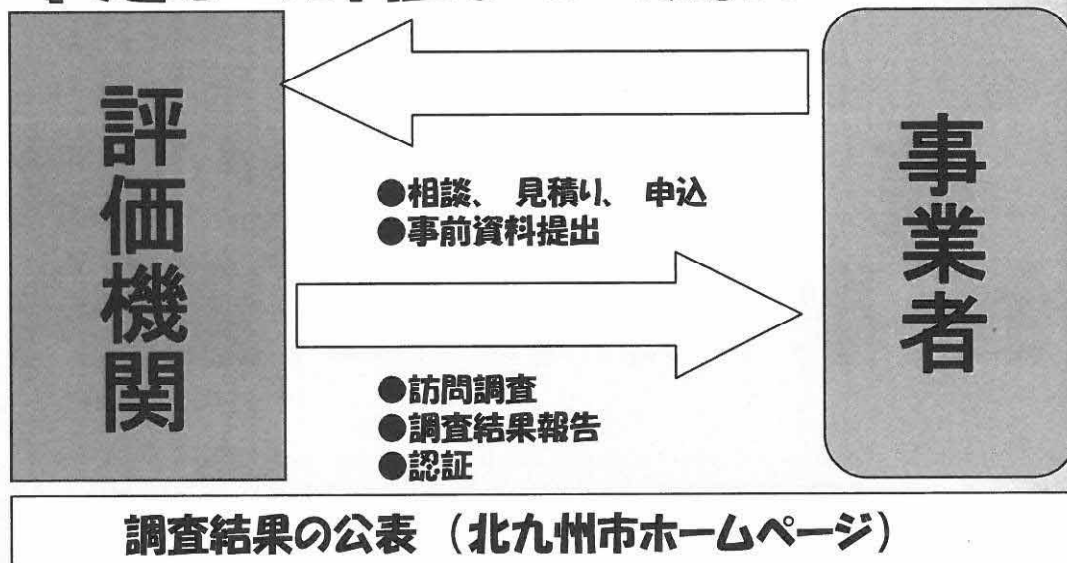 評価機関
●相談、 見積り、 申込
●事前資料提出
事業者
●訪問調査
●調査結果報告
●認証
調査結果の公表 (北九州市ホームページ)